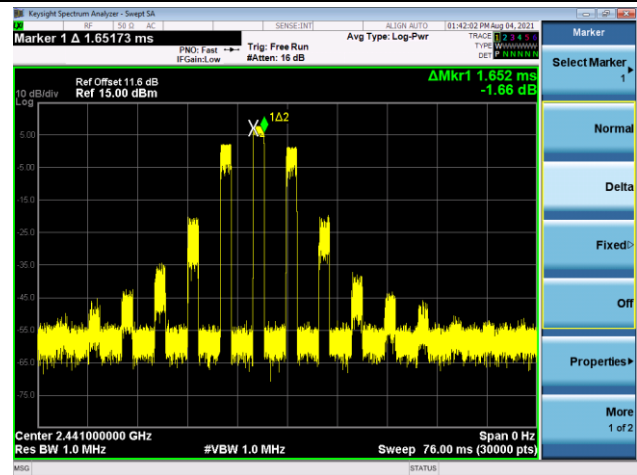 Keysight Spectrum Analyzer - Swept SA
RF 50 Ω AC SENSE:INT ALIGN AUTO 01:42:02 PM Aug 04, 2021
Marker 1 Δ 1.65173 ms
PNO: Fast
IFGain:Low
Trig: Free Run
#Atten: 16 dB
Avg Type: Log-Pwr
TRACE 1 2 3 4 5 6
TYPE WWWWWW
DET P NNNNN
ΔMkr1 1.652 ms
-1.66 dB
Ref Offset 11.6 dB
10 dB/div Ref 15.00 dBm
Log
1Δ2
5.00
-5.00
-15.0
-25.0
-35.0
-45.0
-55.0
-65.0
-75.0
Center 2.441000000 GHz Span 0 Hz
Res BW 1.0 MHz #VBW 1.0 MHz Sweep 76.00 ms (30000 pts)
MSG STATUS
Marker
Select Marker
1
Normal
Delta
Fixed
Off
Properties
More
1 of 2